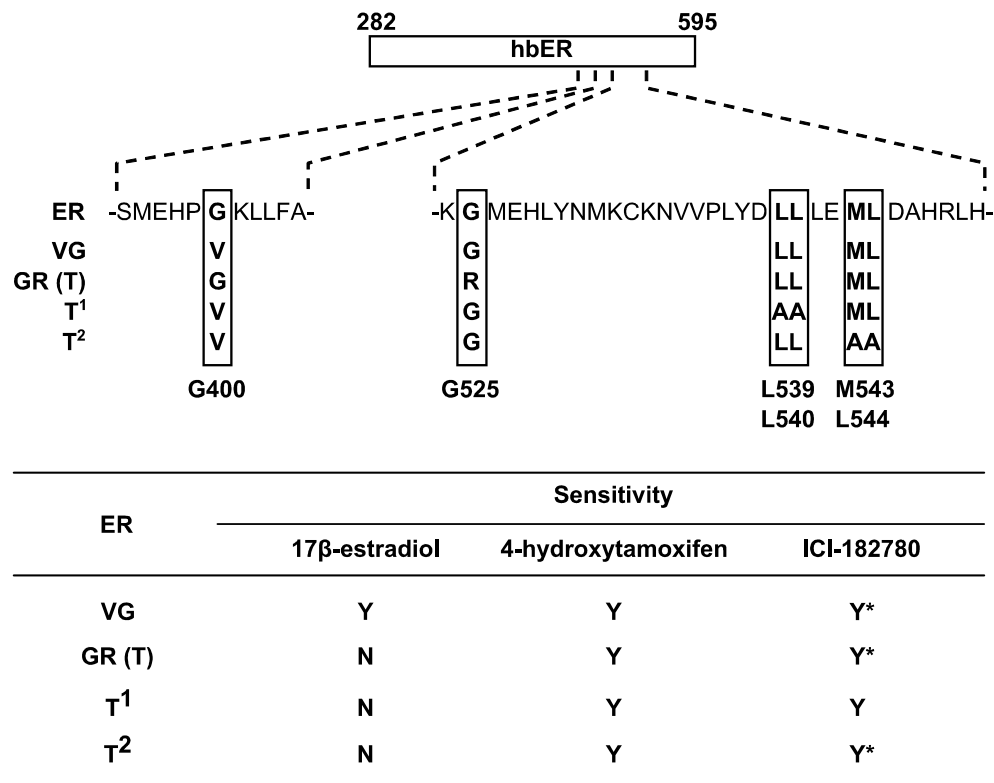 282 595
hbER
ER -SMEHP G KLLFA- -K G MEHLYNMKCKNVVPLYD LL LE ML DAHRLH-
VG V G LL ML
GR (T) G R LL ML
T¹ V G AA ML
T² V G LL AA
G400 G525 L539 M543
L540 L544
Sensitivity
ER
17β-estradiol 4-hydroxytamoxifen ICI-182780
VG Y Y Y*
GR (T) N Y Y*
T¹ N Y Y
T² N Y Y*